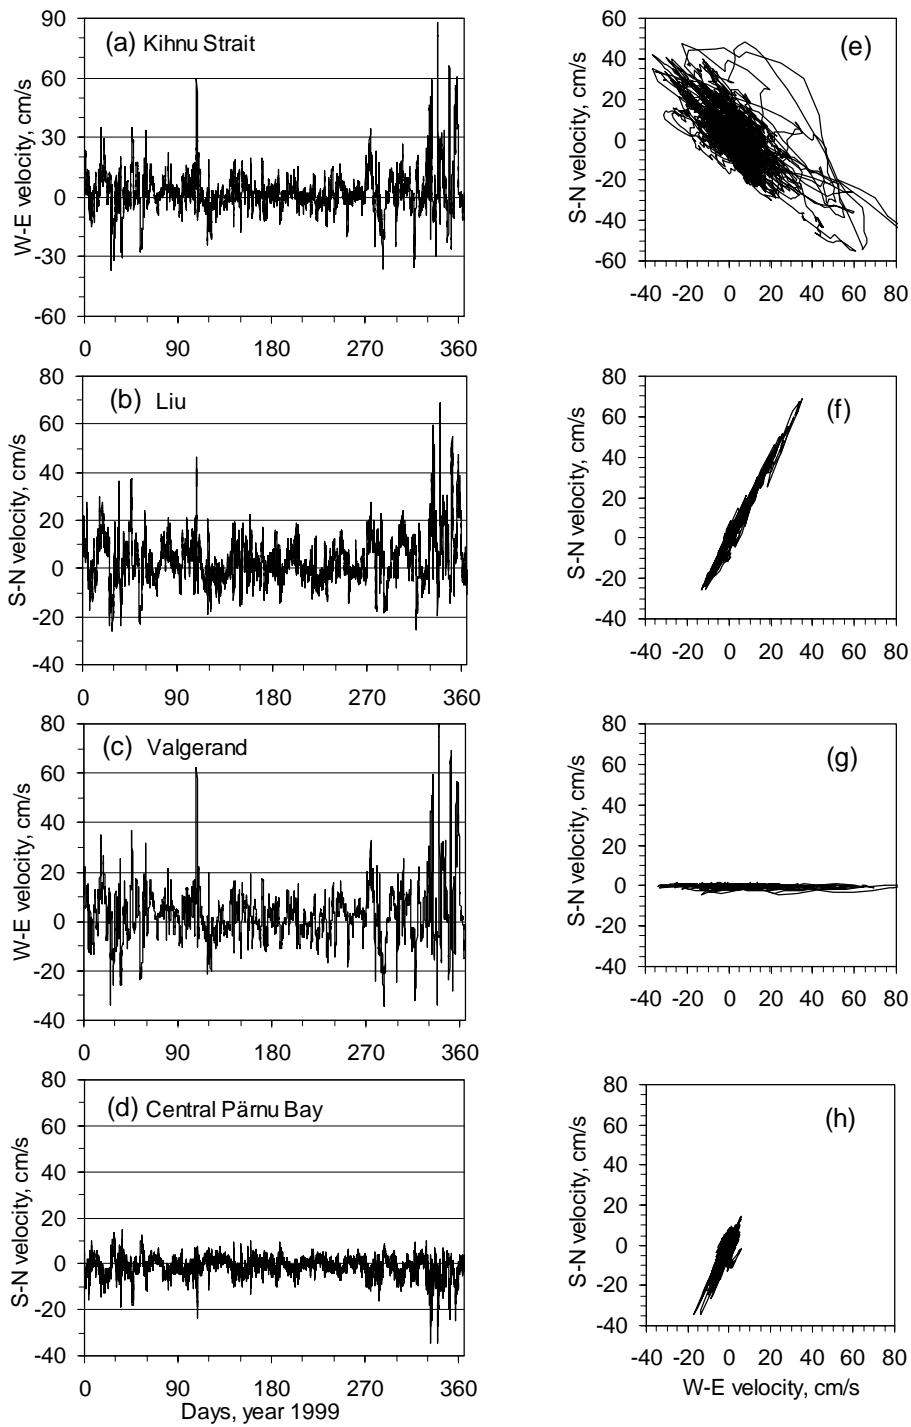 (a) Kihnu Strait
W-E velocity, cm/s
90
60
30
0
-30
-60
0 90 180 270 360
(e)
S-N velocity, cm/s
60
40
20
0
-20
-40
-60
-40 -20 0 20 40 60 80
(b) Liu
S-N velocity, cm/s
80
60
40
20
0
-20
-40
0 90 180 270 360
(f)
S-N velocity, cm/s
80
60
40
20
0
-20
-40
-40 -20 0 20 40 60 80
(c) Valgerand
W-E velocity, cm/s
80
60
40
20
0
-20
-40
0 90 180 270 360
(g)
S-N velocity, cm/s
80
60
40
20
0
-20
-40
-40 -20 0 20 40 60 80
(d) Central Pärnu Bay
S-N velocity, cm/s
80
60
40
20
0
-20
-40
0 90 180 270 360
Days, year 1999
(h)
S-N velocity, cm/s
80
60
40
20
0
-20
-40
-40 -20 0 20 40 60 80
W-E velocity, cm/s